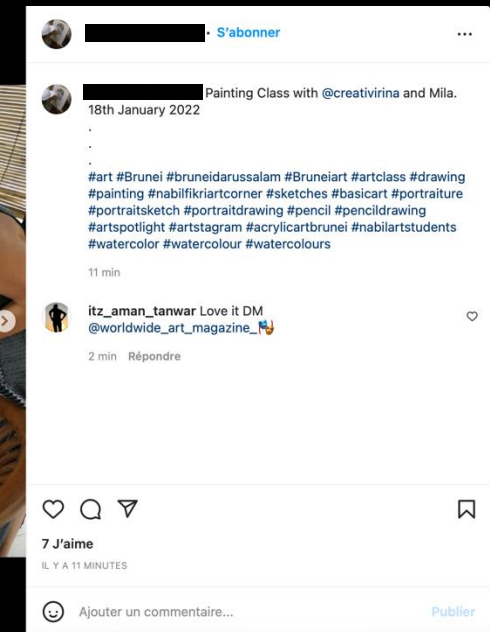 • S'abonner
Painting Class with @creativirina and Mila.
18th January 2022
.
.
.
#art #Brunei #bruneidarussalam #Bruneiart #artclass #drawing
#painting #nabilfikriartcorner #sketches #basicart #portraiture
#portraitsketch #portraitdrawing #pencil #pencildrawing
#artspotlight #artstagram #acrylicartbrunei #nabilartstudents
#watercolor #watercolour #watercolours
11 min
itz_aman_tanwar Love it DM
@worldwide_art_magazine_
2 min Répondre
7 J'aime
IL Y A 11 MINUTES
Ajouter un commentaire... Publier